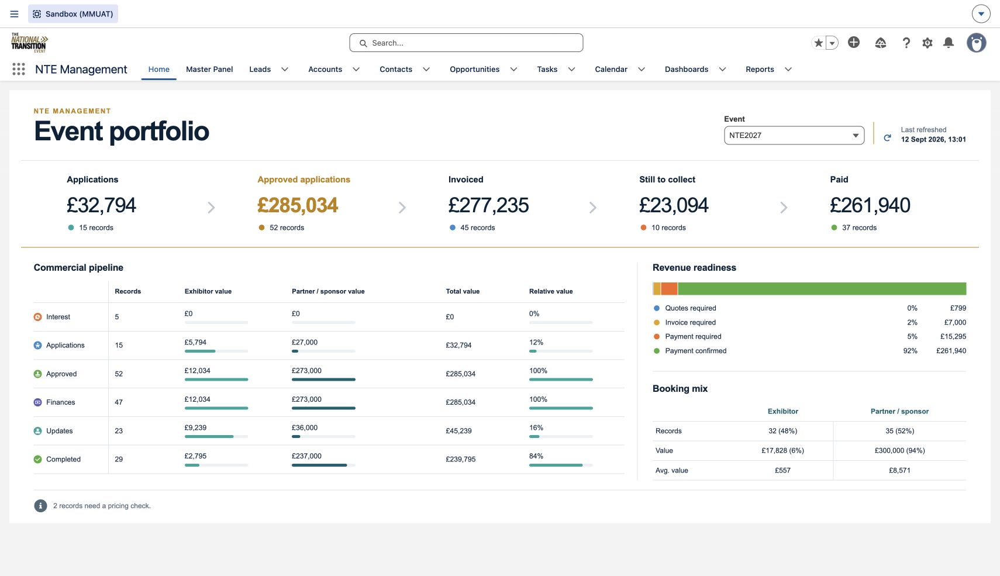 Sandbox (MMUAT)
THE
NATIONAL
TRANSITION
EVENT
Search...
NTE Management
Home
Master Panel
Leads
Accounts
Contacts
Opportunities
Tasks
Calendar
Dashboards
Reports
NTE MANAGEMENT
Event portfolio
Event
NTE2027
Last refreshed
12 Sept 2026, 13:01
Applications
£32,794
15 records
Approved applications
£285,034
52 records
Invoiced
£277,235
45 records
Still to collect
£23,094
10 records
Paid
£261,940
37 records
Commercial pipeline
Records Exhibitor value Partner / sponsor value Total value Relative value
Interest 5 £0 £0 £0 0%
Applications 15 £5,794 £27,000 £32,794 12%
Approved 52 £12,034 £273,000 £285,034 100%
Finances 47 £12,034 £273,000 £285,034 100%
Updates 23 £9,239 £36,000 £45,239 16%
Completed 29 £2,795 £237,000 £239,795 84%
2 records need a pricing check.
Revenue readiness
Quotes required 0% £799
Invoice required 2% £7,000
Payment required 5% £15,295
Payment confirmed 92% £261,940
Booking mix
Exhibitor Partner / sponsor
Records 32 (48%) 35 (52%)
Value £17,828 (6%) £300,000 (94%)
Avg. value £557 £8,571